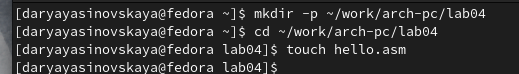 [daryayasinovskaya@fedora ~]$ mkdir -p ~/work/arch-pc/lab04
[daryayasinovskaya@fedora ~]$ cd ~/work/arch-pc/lab04
[daryayasinovskaya@fedora lab04]$ touch hello.asm
[daryayasinovskaya@fedora lab04]$